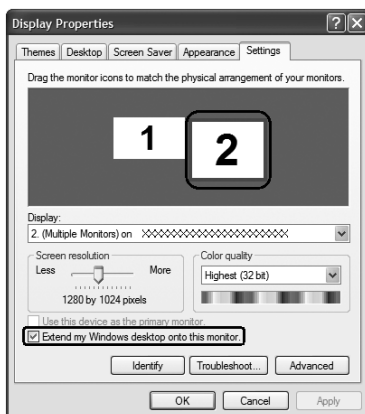 Display Properties
Themes Desktop Screen Saver Appearance Settings
Drag the monitor icons to match the physical arrangement of your monitors.
1 2
Display:
2. (Multiple Monitors) on XXXXXXXXXXXXXXXXXXXXXX
Screen resolution
Less More
1280 by 1024 pixels
Color quality
Highest (32 bit)
Use this device as the primary monitor.
Extend my Windows desktop onto this monitor.
Identify Troubleshoot... Advanced
OK Cancel Apply